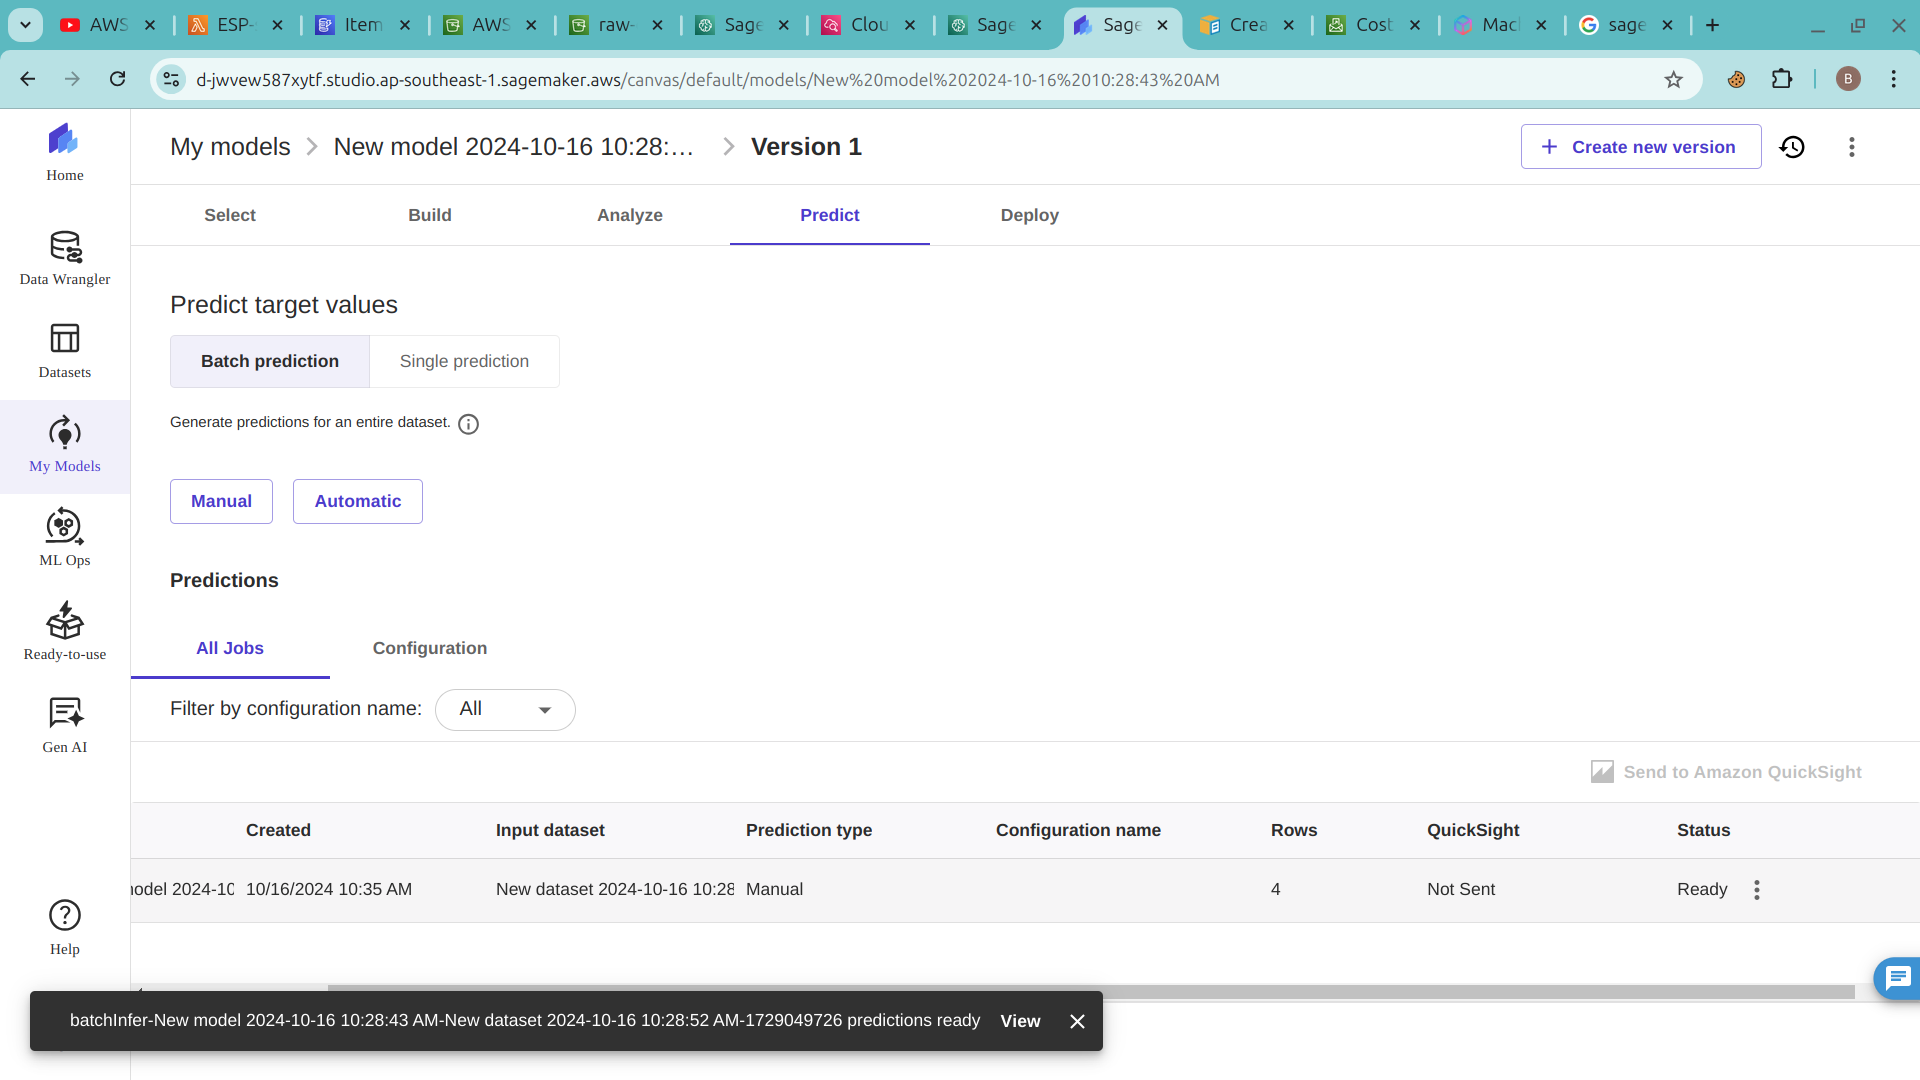 AWS
ESP-
Item
AWS
raw-
Sage
Clou
Sage
Sage
Crea
Cost
Macl
sage
d-jwvew587xytf.studio.ap-southeast-1.sagemaker.aws/canvas/default/models/New%20model%202024-10-16%2010:28:43%20AM
B
Home
Data Wrangler
Datasets
My Models
ML Ops
Ready-to-use
Gen AI
Help
My models
New model 2024-10-16 10:28:…
Version 1
Create new version
Select
Build
Analyze
Predict
Deploy
Predict target values
Batch prediction
Single prediction
Generate predictions for an entire dataset.
Manual
Automatic
Predictions
All Jobs
Configuration
Filter by configuration name:
All
Send to Amazon QuickSight
Created
Input dataset
Prediction type
Configuration name
Rows
QuickSight
Status
model 2024-10
10/16/2024 10:35 AM
New dataset 2024-10-16 10:28
Manual
4
Not Sent
Ready
batchInfer-New model 2024-10-16 10:28:43 AM-New dataset 2024-10-16 10:28:52 AM-1729049726 predictions ready
View